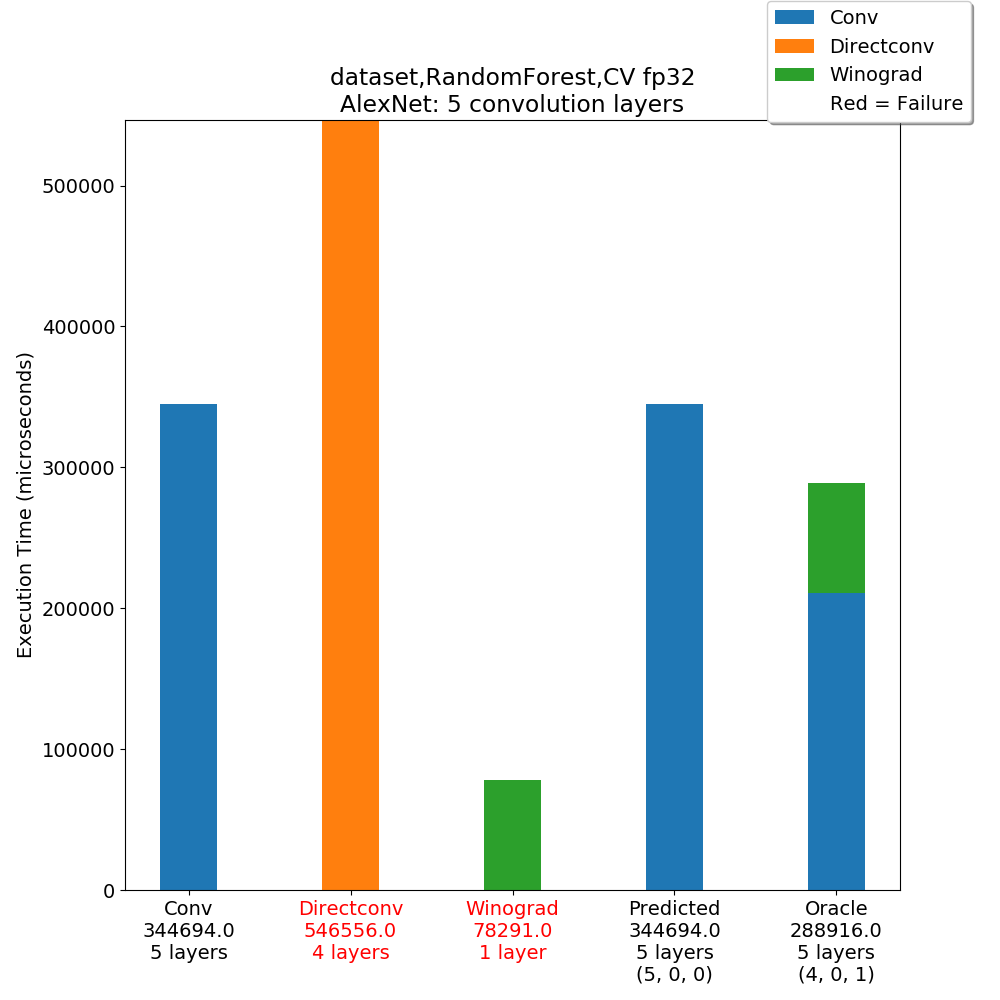 Conv
Directconv
Winograd
Red = Failure
dataset,RandomForest,CV fp32
AlexNet: 5 convolution layers
Execution Time (microseconds)
500000
400000
300000
200000
100000
0
Conv
344694.0
5 layers
Directconv
546556.0
4 layers
Winograd
78291.0
1 layer
Predicted
344694.0
5 layers
(5, 0, 0)
Oracle
288916.0
5 layers
(4, 0, 1)